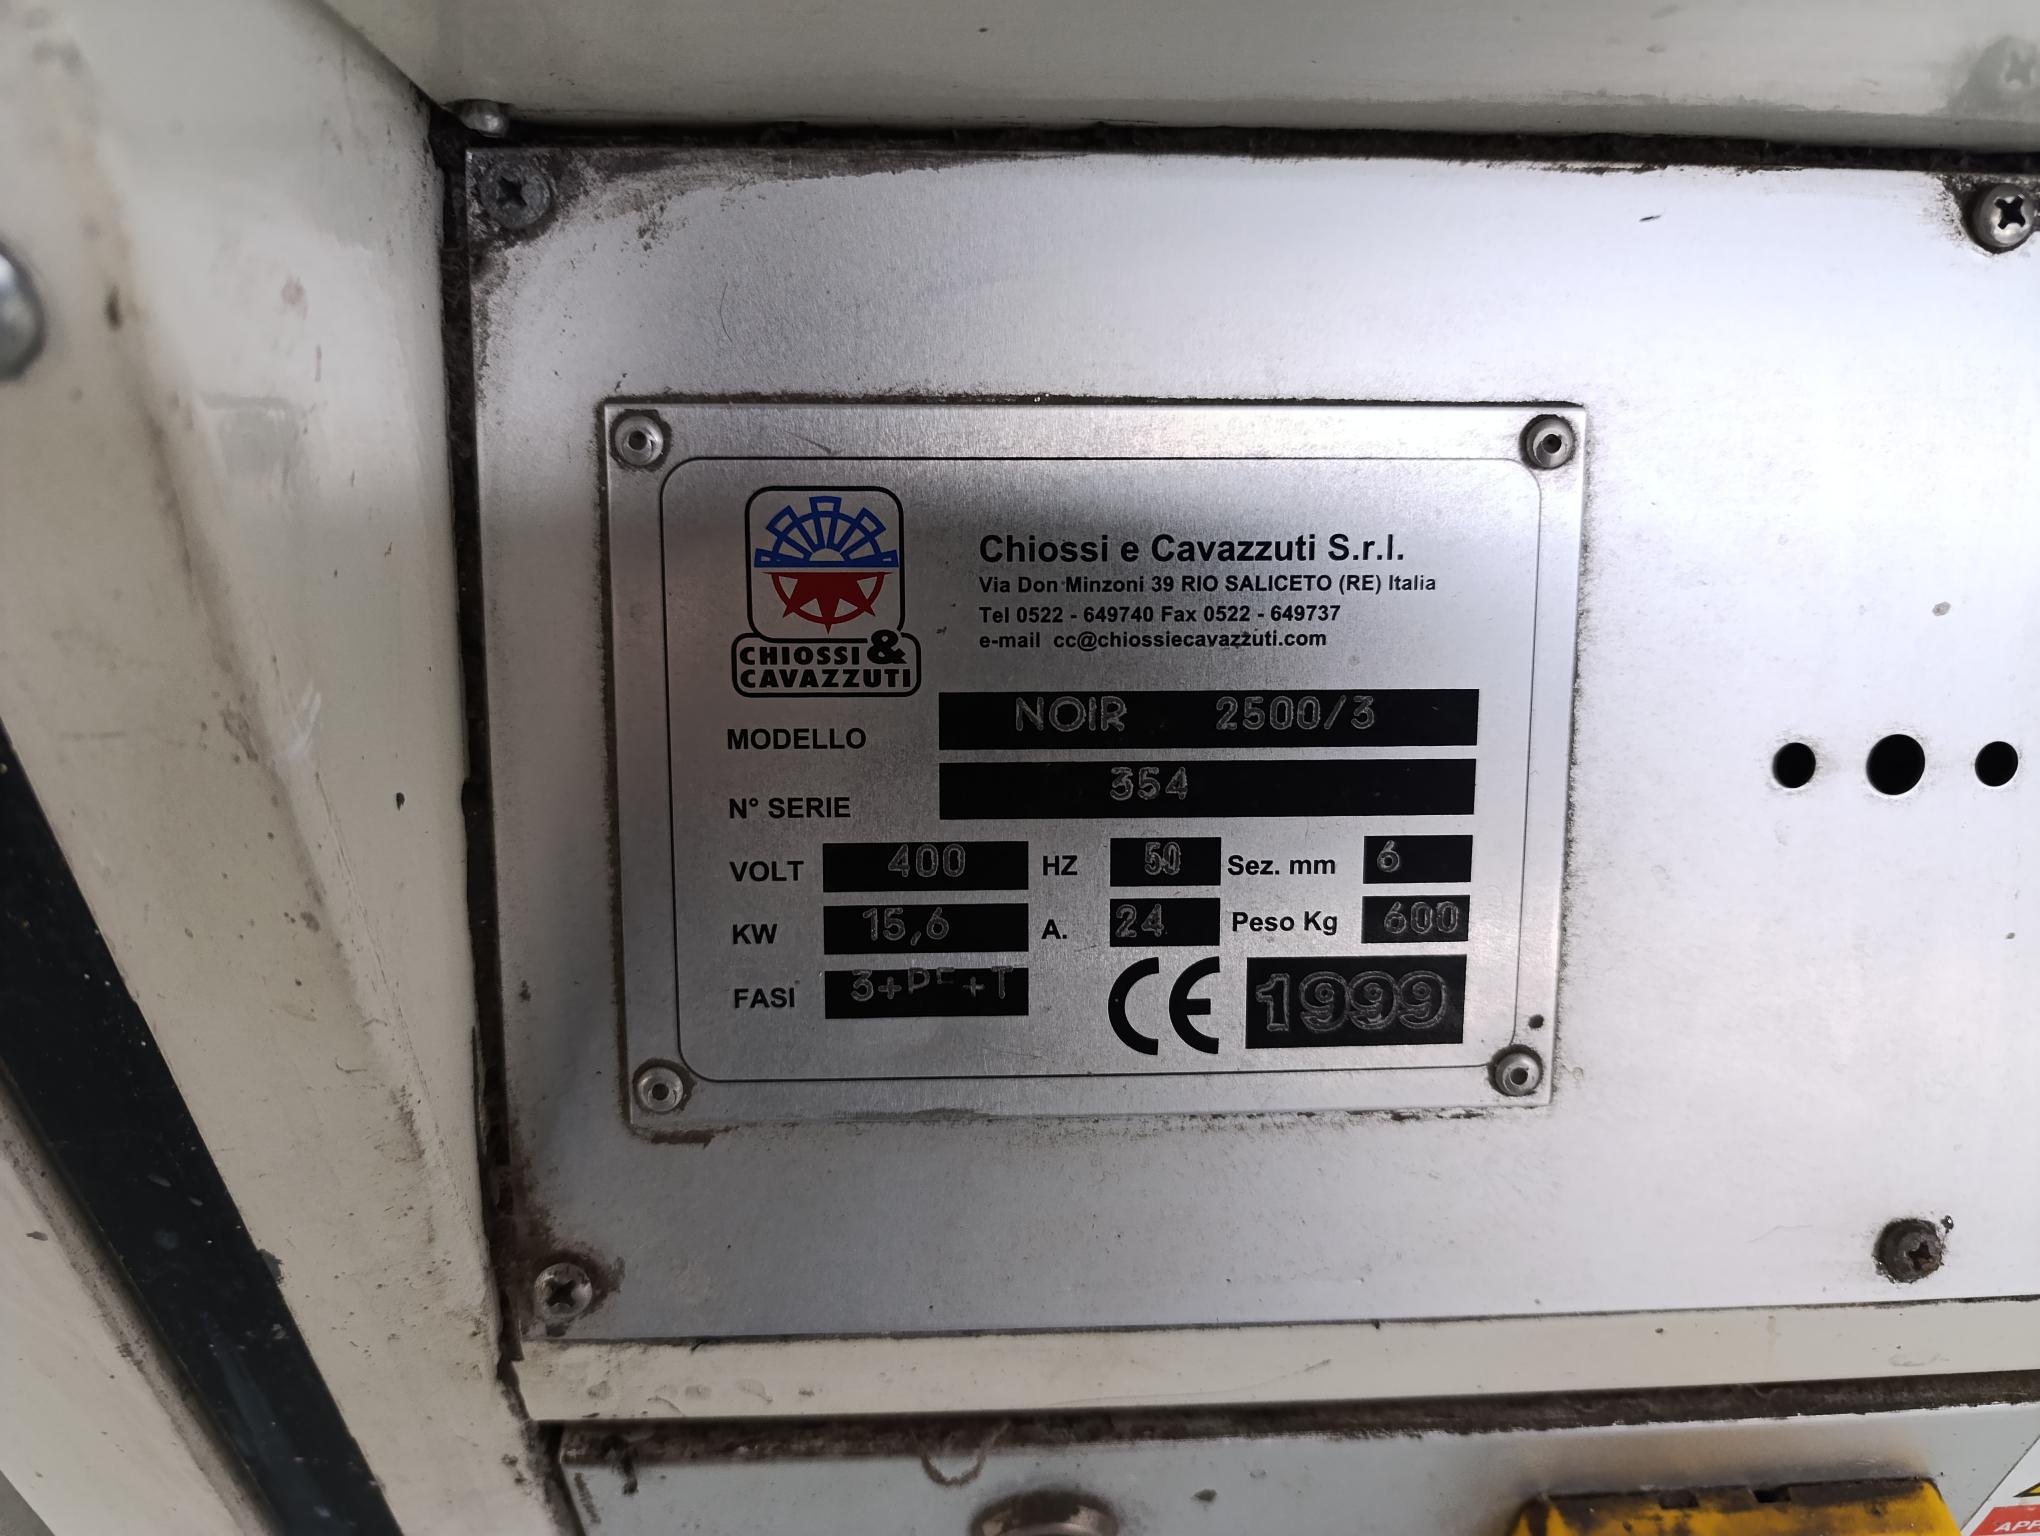 CHIOSSI &
CAVAZZUTI
Chiossi e Cavazzuti S.r.l.
Via Don Minzoni 39 RIO SALICETO (RE) Italia
Tel 0522 - 649740 Fax 0522 - 649737
e-mail cc@chiossiecavazzuti.com
MODELLO NOIR 2500/3
N° SERIE 354
VOLT 400 HZ 50 Sez. mm 6
KW 15,6 A. 24 Peso Kg 600
FASI 3+PE+T CE 1999